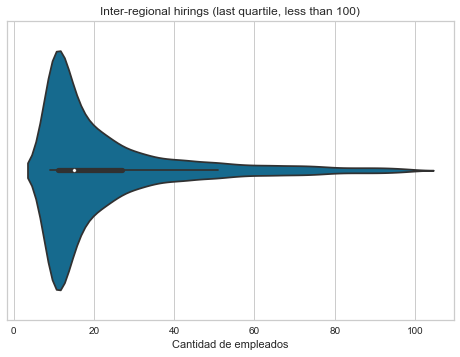 Inter-regional hirings (last quartile, less than 100)
0 20 40 60 80 100
Cantidad de empleados